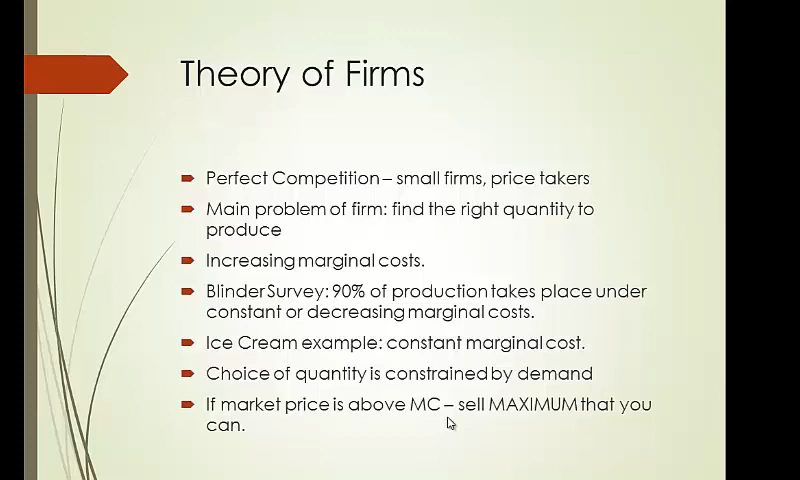 Theory of Firms
Perfect Competition – small firms, price takers
Main problem of firm: find the right quantity to
produce
Increasing marginal costs.
Blinder Survey: 90% of production takes place under
constant or decreasing marginal costs.
Ice Cream example: constant marginal cost.
Choice of quantity is constrained by demand
If market price is above MC – sell MAXIMUM that you
can.